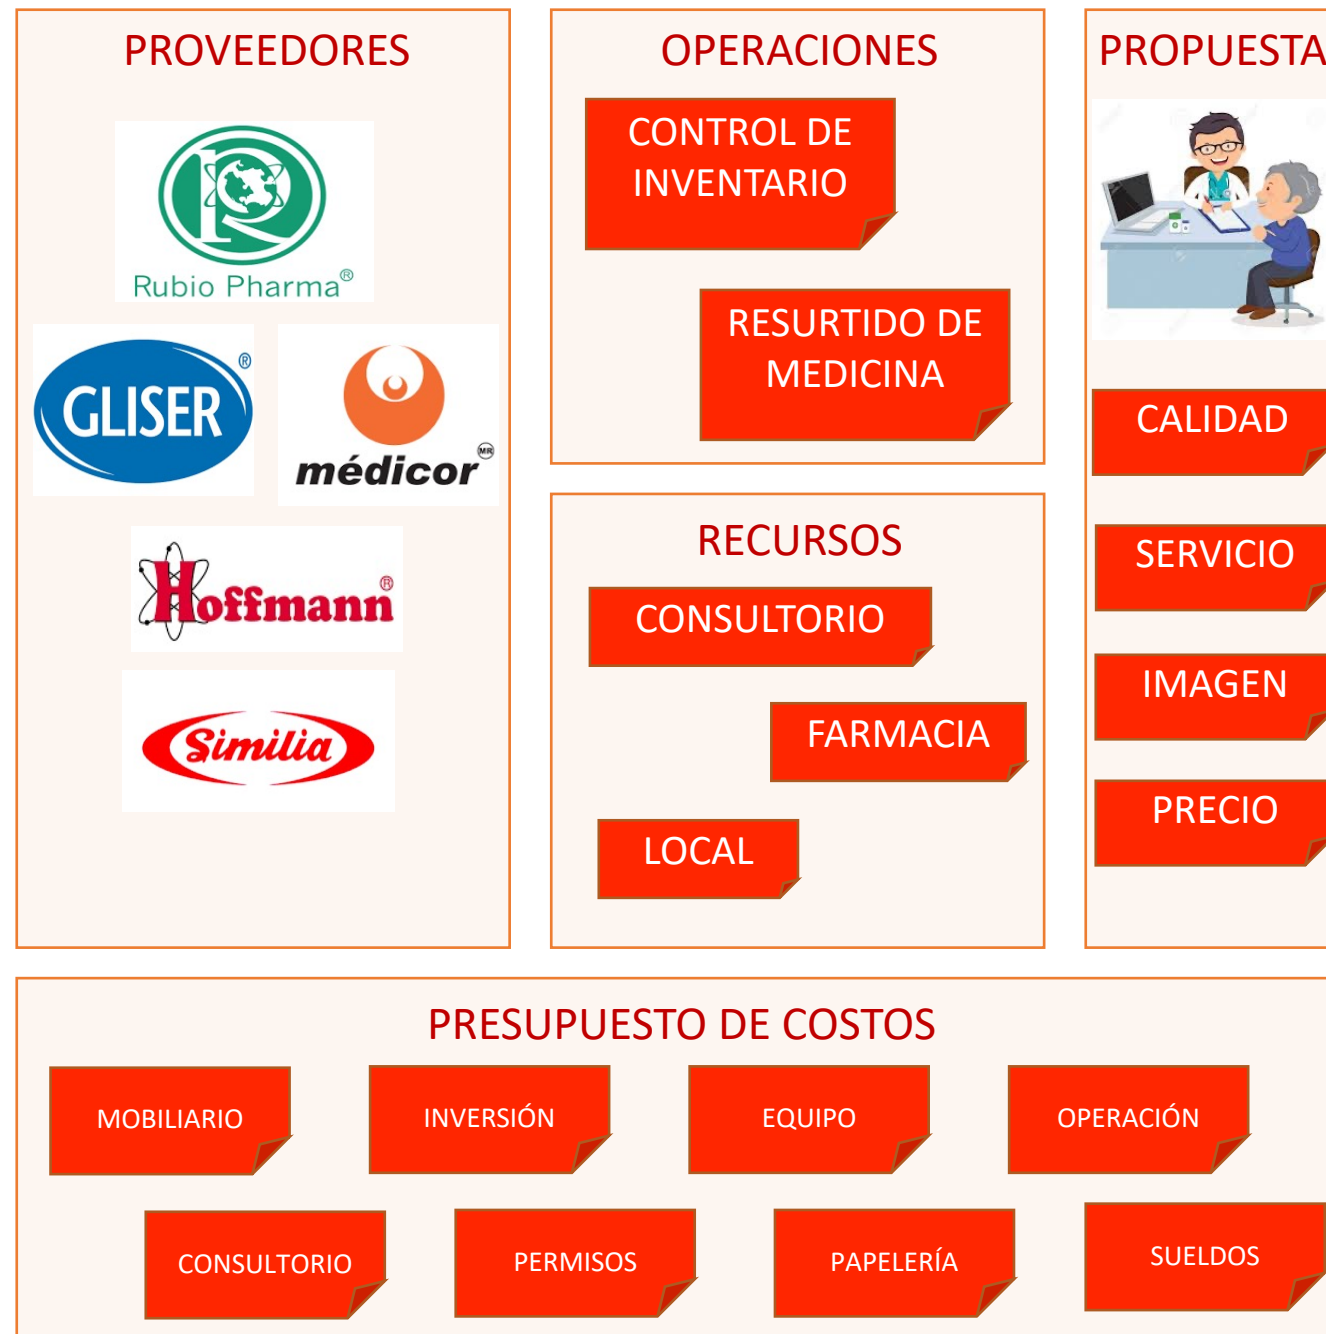 PROVEEDORES
Rubio Pharma®
GLISER®
médicor MR
Hoffmann®
Similia
OPERACIONES
CONTROL DE
INVENTARIO
RESURTIDO DE
MEDICINA
RECURSOS
CONSULTORIO
FARMACIA
LOCAL
PROPUESTA
CALIDAD
SERVICIO
IMAGEN
PRECIO
PRESUPUESTO DE COSTOS
MOBILIARIO
INVERSIÓN
EQUIPO
OPERACIÓN
CONSULTORIO
PERMISOS
PAPELERÍA
SUELDOS